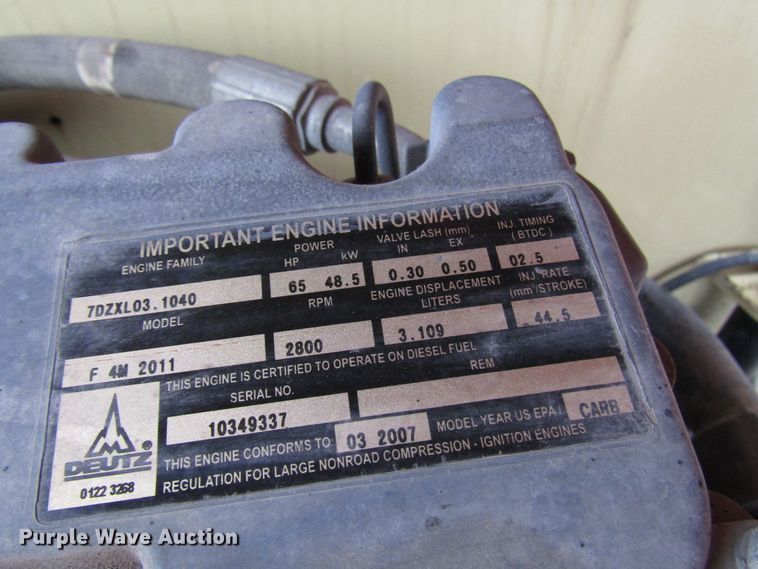 IMPORTANT ENGINE INFORMATION
ENGINE FAMILY
POWER
HP kW
VALVE LASH (mm)
IN EX
INJ. TIMING
(BTDC)
7DZXL03.1040
65 48.5
0.30 0.50
02.5
MODEL
RPM
ENGINE DISPLACEMENT
LITERS
INJ. RATE
(mm³/STROKE)
F 4M 2011
2800
3.109
44.5
THIS ENGINE IS CERTIFIED TO OPERATE ON DIESEL FUEL
SERIAL NO.
REM
10349337
THIS ENGINE CONFORMS TO 03 2007 MODEL YEAR US EPA / CARB
REGULATION FOR LARGE NONROAD COMPRESSION - IGNITION ENGINES
DEUTZ
0122 3268
Purple Wave Auction